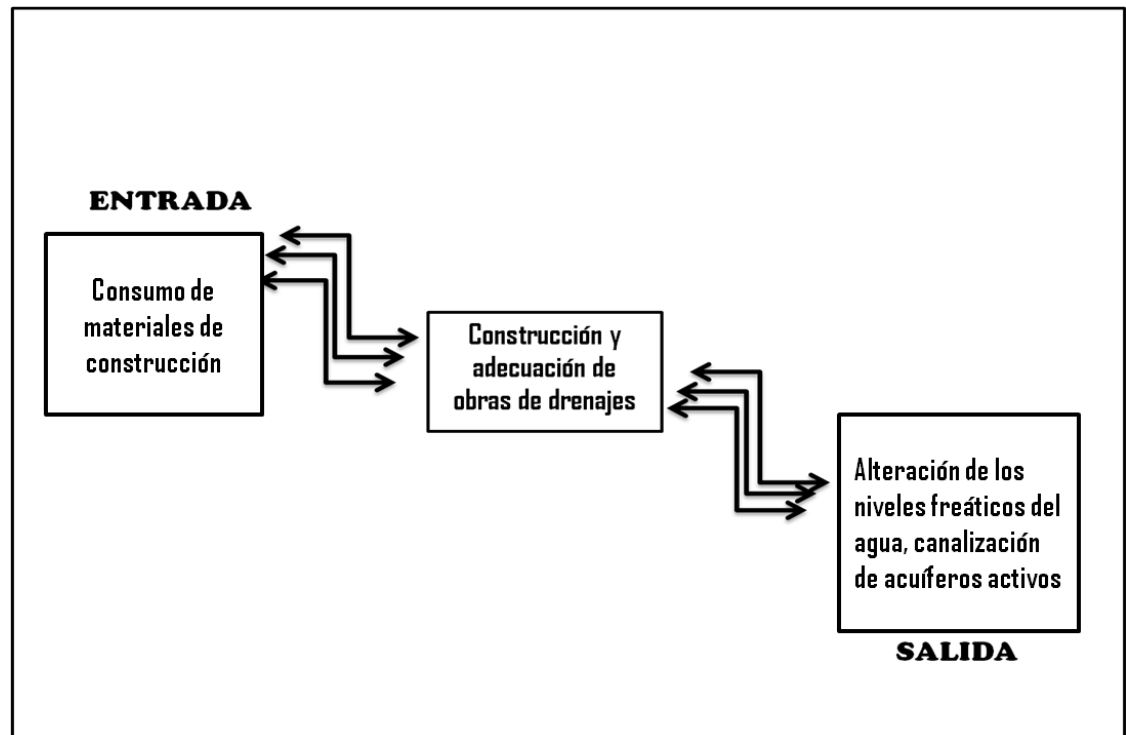 ENTRADA
Consumo de
materiales de
construcción
Construcción y
adecuación de
obras de drenajes
Alteración de los
niveles freáticos del
agua, canalización
de acuíferos activos
SALIDA